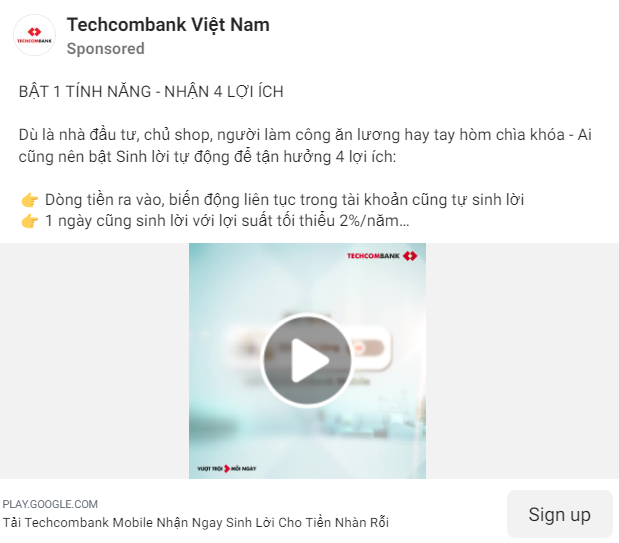 TECHCOMBANK
Techcombank Việt Nam
Sponsored
BẬT 1 TÍNH NĂNG - NHẬN 4 LỢI ÍCH
Dù là nhà đầu tư, chủ shop, người làm công ăn lương hay tay hòm chìa khóa - Ai
cũng nên bật Sinh lời tự động để tận hưởng 4 lợi ích:
👉 Dòng tiền ra vào, biến động liên tục trong tài khoản cũng tự sinh lời
👉 1 ngày cũng sinh lời với lợi suất tối thiểu 2%/năm...
TECHCOMBANK
VƯỢT TRỘI MỖI NGÀY
PLAY.GOOGLE.COM
Tải Techcombank Mobile Nhận Ngay Sinh Lời Cho Tiền Nhàn Rỗi
Sign up